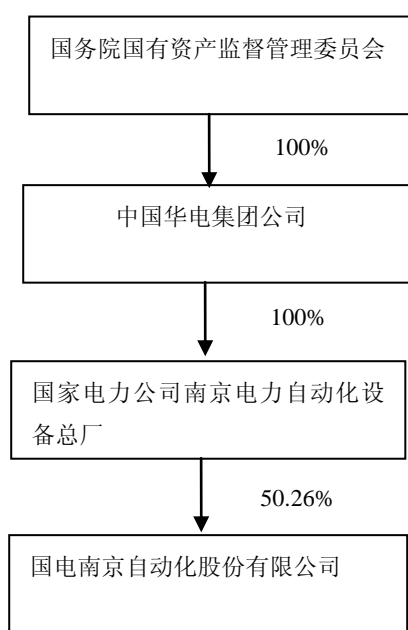 国务院国有资产监督管理委员会
100%
中国华电集团公司
100%
国家电力公司南京电力自动化设
备总厂
50.26%
国电南京自动化股份有限公司